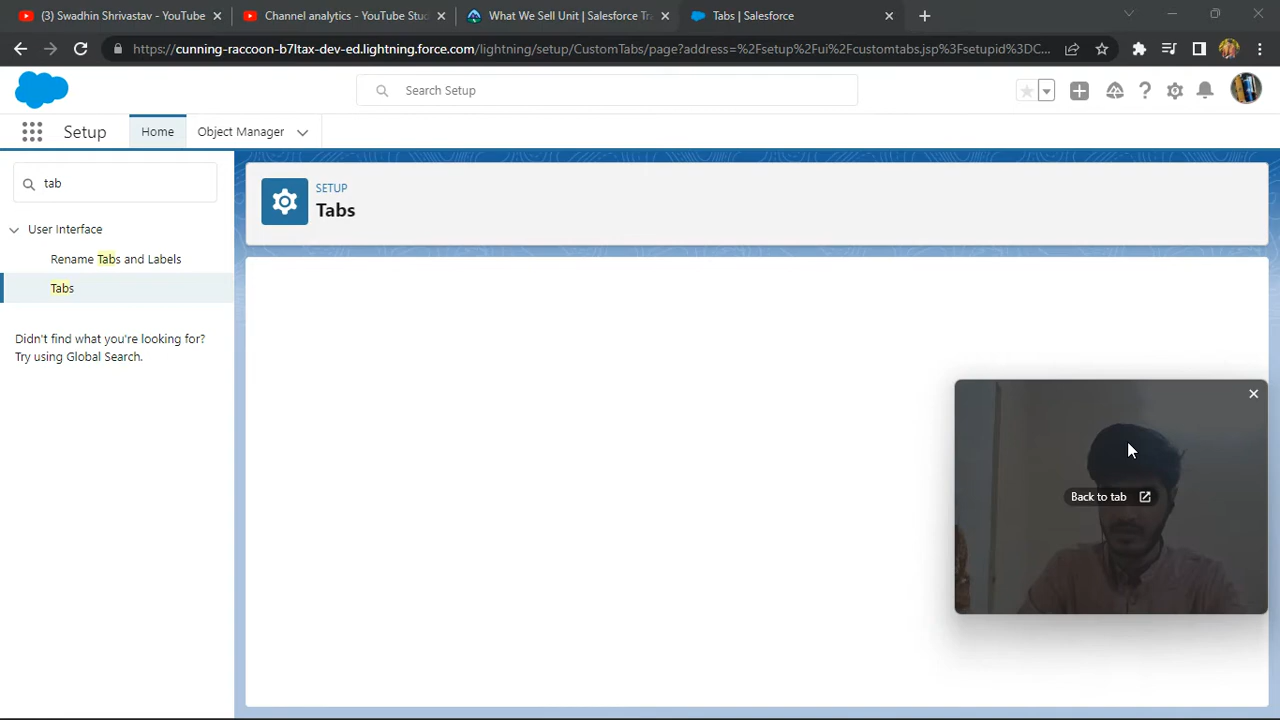 (3) Swadhin Shrivastav - YouTube
Channel analytics - YouTube Stud
What We Sell Unit | Salesforce Tra
Tabs | Salesforce
https://cunning-raccoon-b7ltax-dev-ed.lightning.force.com/lightning/setup/CustomTabs/page?address=%2Fsetup%2Fui%2Fcustomtabs.jsp%3Fsetupid%3DC...
Search Setup
Setup
Home
Object Manager
tab
User Interface
Rename Tabs and Labels
Tabs
Didn't find what you're looking for?
Try using Global Search.
SETUP
Tabs
Back to tab